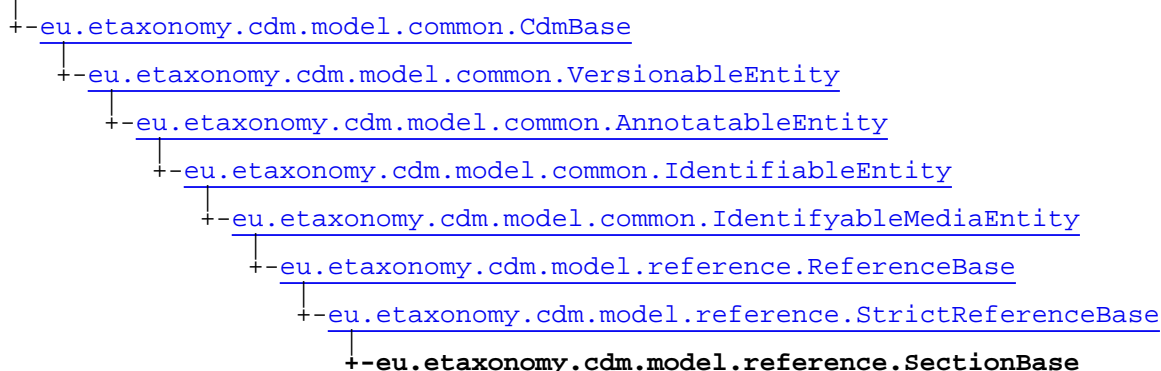 +-eu.etaxonomy.cdm.model.common.CdmBase
+-eu.etaxonomy.cdm.model.common.VersionableEntity
+-eu.etaxonomy.cdm.model.common.AnnotatableEntity
+-eu.etaxonomy.cdm.model.common.IdentifiableEntity
+-eu.etaxonomy.cdm.model.common.IdentifyableMediaEntity
+-eu.etaxonomy.cdm.model.reference.ReferenceBase
+-eu.etaxonomy.cdm.model.reference.StrictReferenceBase
+-eu.etaxonomy.cdm.model.reference.SectionBase